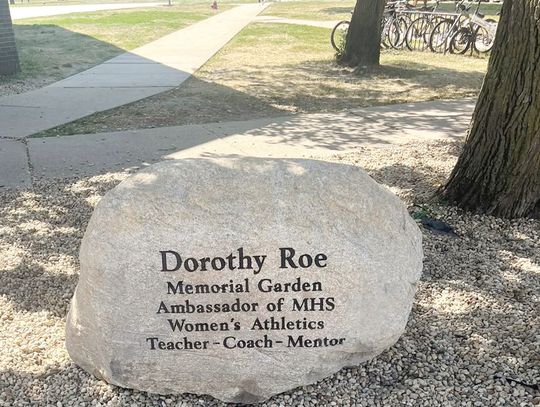 Dorothy Roe
Memorial Garden
Ambassador of MHS
Women's Athletics
Teacher - Coach - Mentor